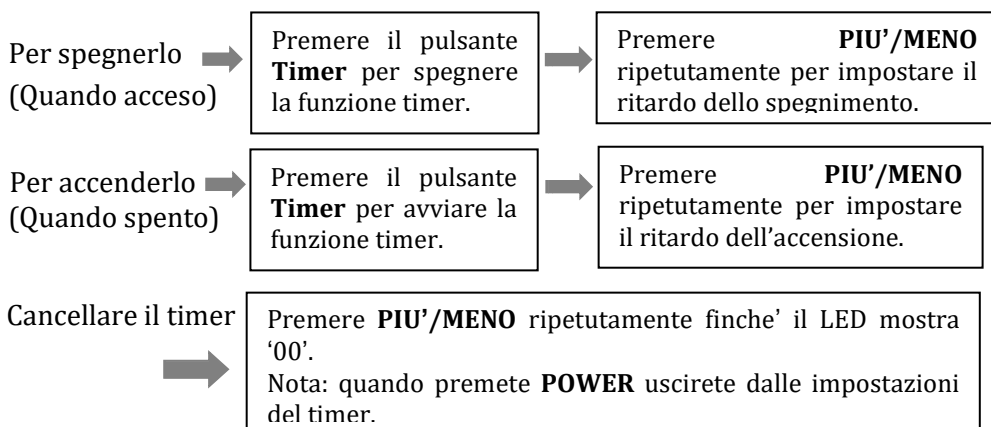 Per spegnerlo
(Quando acceso)
Premere il pulsante
Timer per spegnere
la funzione timer.
Premere PIU'/MENO
ripetutamente per impostare il
ritardo dello spegnimento.
Per accenderlo
(Quando spento)
Premere il pulsante
Timer per avviare la
funzione timer.
Premere PIU'/MENO
ripetutamente per impostare
il ritardo dell’accensione.
Cancellare il timer
Premere PIU'/MENO ripetutamente finche’ il LED mostra
‘00’.
Nota: quando premete POWER uscirete dalle impostazioni
del timer.